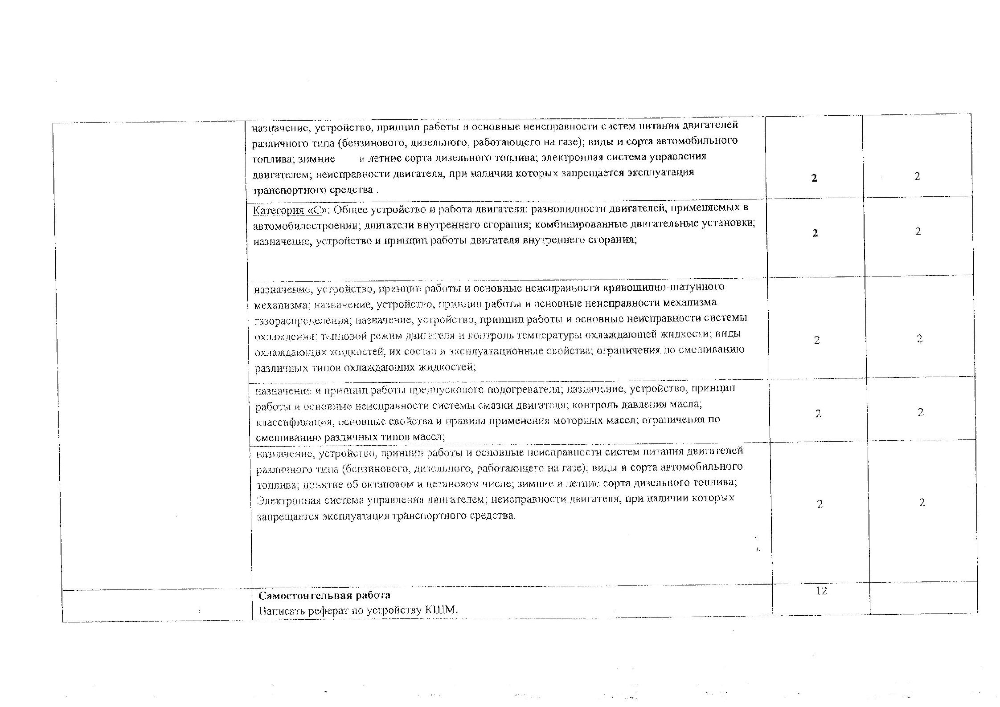 назначение, устройство, принцип работы и основные неисправности систем питания двигателей
различного типа (бензинового, дизельного, работающего на газе); виды и сорта автомобильного
топлива; зимние и летние сорта дизельного топлива; электронная система управления
двигателем; неисправности двигателя, при наличии которых запрещается эксплуатация
транспортного средства .
2
2
Категория «С»: Общее устройство и работа двигателя: разновидности двигателей, применяемых в
автомобилестроении; двигатели внутреннего сгорания; комбинированные двигательные установки;
назначение, устройство и принцип работы двигателя внутреннего сгорания;
2
2
назначение, устройство, принцип работы и основные неисправности кривошипно-шатунного
механизма; назначение, устройство, принцип работы и основные неисправности механизма
газораспределения; назначение, устройство, принцип работы и основные неисправности системы
охлаждения; тепловой режим двигателя и контроль температуры охлаждающей жидкости; виды
охлаждающих жидкостей, их состав и эксплуатационные свойства; ограничения по смешиванию
различных типов охлаждающих жидкостей;
2
2
назначение и принцип работы предпускового подогревателя; назначение, устройство, принцип
работы и основные неисправности системы смазки двигателя; контроль давления масла;
классификация, основные свойства и правила применения моторных масел; ограничения по
смешиванию различных типов масел;
2
2
назначение, устройство, принцип работы и основные неисправности систем питания двигателей
различного типа (бензинового, дизельного, работающего на газе); виды и сорта автомобильного
топлива; понятие об октановом и цетановом числе; зимние и летние сорта дизельного топлива;
Электронная система управления двигателем; неисправности двигателя, при наличии которых
запрещается эксплуатация транспортного средства.
2
2
Самостоятельная работа
Написать реферат по устройству КШМ.
12